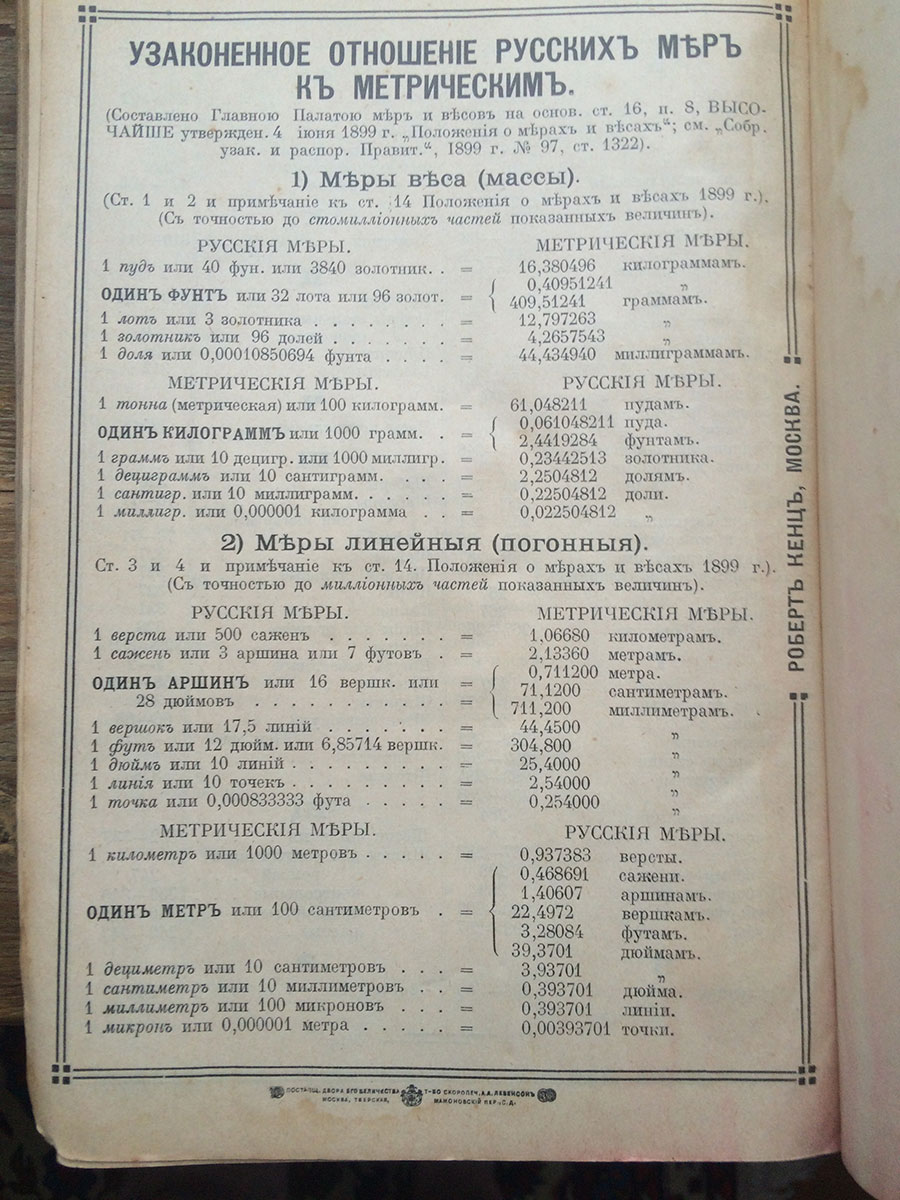 УЗАКОНЕННОЕ ОТНОШЕНІЕ РУССКИХЪ МѢРЪ
КЪ МЕТРИЧЕСКИМЪ.
(Составлено Главною Палатою мѣръ и вѣсовъ на основ. ст. 16, п. 8, ВЫСО-
ЧАЙШЕ утвержден. 4 іюня 1899 г. „Положенія о мѣрахъ и вѣсахъ“; см. „Собр.
узак. и распор. Правит.“, 1899 г. № 97, ст. 1322).
1) Мѣры вѣса (массы).
(Ст. 1 и 2 и примѣчаніе къ ст. 14 Положенія о мѣрахъ и вѣсахъ 1899 г.).
(Съ точностью до стомилліонныхъ частей показанныхъ величинъ).
РУССКІЯ МѢРЫ. МЕТРИЧЕСКІЯ МѢРЫ.
1 пудъ или 40 фун. или 3840 золотник. . = 16,380496 килограммамъ.
ОДИНЪ ФУНТЪ или 32 лота или 96 золот. = { 0,40951241 „
409,51241 граммамъ.
1 лотъ или 3 золотника . . . . . . . . = 12,797263 „
1 золотникъ или 96 долей . . . . . . . = 4,2657543 „
1 доля или 0,00010850694 фунта . . . . = 44,434940 миллиграммамъ.
МЕТРИЧЕСКІЯ МѢРЫ. РУССКІЯ МѢРЫ.
1 тонна (метрическая) или 100 килограмм. = 61,048211 пудамъ.
ОДИНЪ КИЛОГРАММЪ или 1000 грамм. . = { 0,061048211 пуда.
2,4419284 фунтамъ.
1 граммъ или 10 децигр. или 1000 миллигр. = 0,23442513 золотника.
1 дециграммъ или 10 сантиграмм. . . . = 2,2504812 долямъ.
1 сантигр. или 10 миллиграмм. . . . . . = 0,22504812 доли.
1 миллигр. или 0,000001 килограмма . . = 0,022504812 „
2) Мѣры линейныя (погонныя).
Ст. 3 и 4 и примѣчаніе къ ст. 14. Положенія о мѣрахъ и вѣсахъ 1899 г.).
(Съ точностью до милліонныхъ частей показанныхъ величинъ).
РУССКІЯ МѢРЫ. МЕТРИЧЕСКІЯ МѢРЫ.
1 верста или 500 саженъ . . . . . . . = 1,06680 километрамъ.
1 сажень или 3 аршина или 7 футовъ . = 2,13360 метрамъ.
{ 0,711200 метра.
ОДИНЪ АРШИНЪ или 16 вершк. или = 71,1200 сантиметрамъ.
28 дюймовъ . . . . . . . . . . . = 711,200 миллиметрамъ.
1 вершокъ или 17,5 линій . . . . . . . = 44,4500 „
1 футъ или 12 дюйм. или 6,85714 вершк. = 304,800 „
1 дюймъ или 10 линій . . . . . . . . . = 25,4000 „
1 линія или 10 точекъ . . . . . . . . . = 2,54000 „
1 точка или 0,000833333 фута . . . . . = 0,254000 „
МЕТРИЧЕСКІЯ МѢРЫ. РУССКІЯ МѢРЫ.
1 километръ или 1000 метровъ . . . . . = 0,937383 версты.
{ 0,468691 сажени.
1,40607 аршинамъ.
ОДИНЪ МЕТРЪ или 100 сантиметровъ . = 22,4972 вершкамъ.
3,28084 футамъ.
39,3701 дюймамъ.
1 дециметръ или 10 сантиметровъ . . . = 3,93701 „
1 сантиметръ или 10 миллиметровъ . . = 0,393701 дюйма.
1 миллиметръ или 100 микроновъ . . . = 0,393701 линіи.
1 микронъ или 0,000001 метра . . . . . = 0,00393701 точки.
РОБЕРТЪ КЕНЦЪ, МОСКВА.
ПОСТАВЩ. ДВОРА ЕГО ВЕЛИЧЕСТВА Т-ВО СКОРОПЕЧ. А.А. ЛЕВЕНСОНЪ
МОСКВА, ТВЕРСКАЯ, МАМОНОВСКІЙ ПЕР. С. Д.